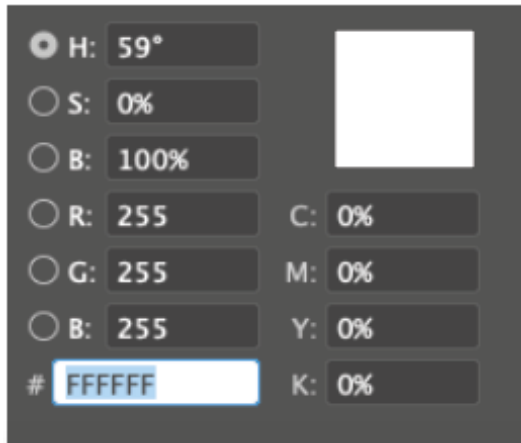 H: 59°
S: 0%
B: 100%
R: 255 C: 0%
G: 255 M: 0%
B: 255 Y: 0%
# FFFFFF K: 0%